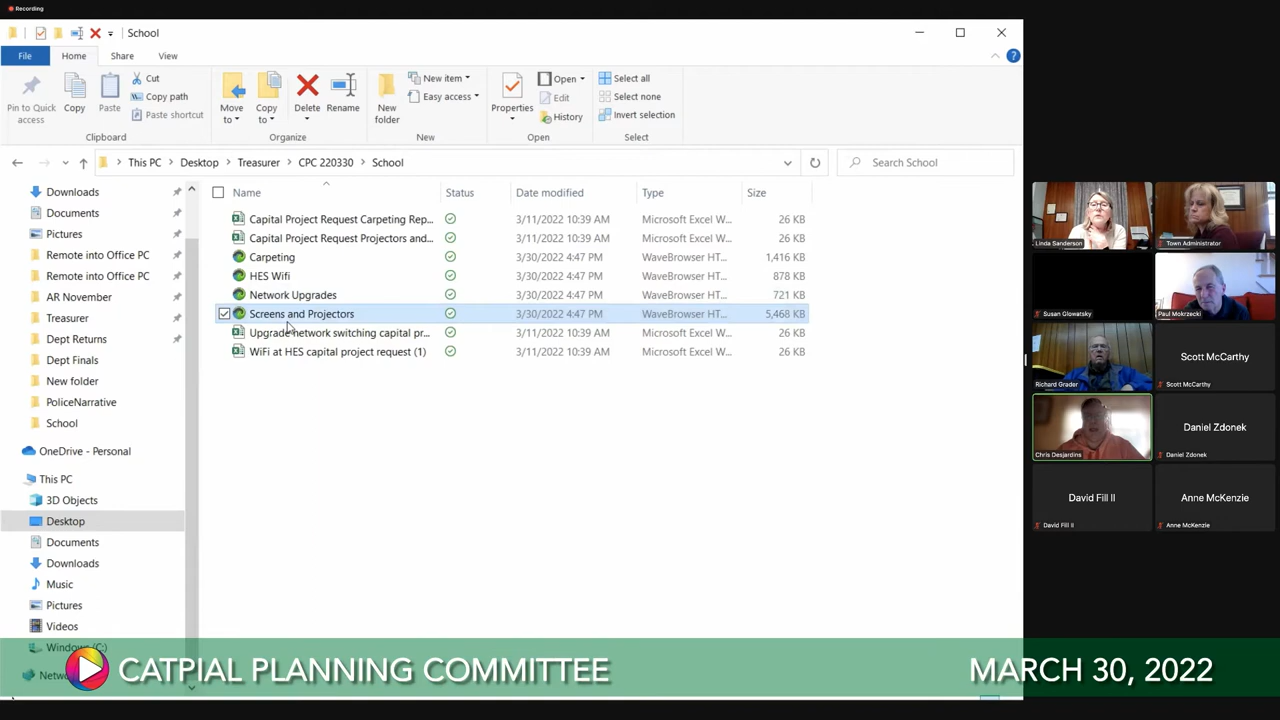 Recording
School
File
Home
Share
View
Pin to Quick access
Copy
Paste
Cut
Copy path
Paste shortcut
Clipboard
Move to
Copy to
Delete
Rename
Organize
New folder
New item
Easy access
New
Properties
Open
Edit
History
Open
Select all
Select none
Invert selection
Select
This PC > Desktop > Treasurer > CPC 220330 > School
Search School
Name Status Date modified Type Size
Capital Project Request Carpeting Rep... 3/11/2022 10:39 AM Microsoft Excel W... 26 KB
Capital Project Request Projectors and... 3/11/2022 10:39 AM Microsoft Excel W... 26 KB
Carpeting 3/30/2022 4:47 PM WaveBrowser HT... 1,416 KB
HES Wifi 3/30/2022 4:47 PM WaveBrowser HT... 878 KB
Network Upgrades 3/30/2022 4:47 PM WaveBrowser HT... 721 KB
Screens and Projectors 3/30/2022 4:47 PM WaveBrowser HT... 5,468 KB
Upgrade network switching capital pr... 3/11/2022 10:39 AM Microsoft Excel W... 26 KB
WiFi at HES capital project request (1) 3/11/2022 10:39 AM Microsoft Excel W... 26 KB
Downloads
Documents
Pictures
Remote into Office PC
Remote into Office PC
AR November
Treasurer
Dept Returns
Dept Finals
New folder
PoliceNarrative
School
OneDrive - Personal
This PC
3D Objects
Desktop
Documents
Downloads
Music
Pictures
Videos
Windows (C:)
Linda Sanderson
Town Administrator
Susan Glowatsky
Paul Mokrzecki
Richard Grader
Scott McCarthy
Scott McCarthy
Chris Desjardins
Daniel Zdonek
Daniel Zdonek
David Fill II
David Fill II
Anne McKenzie
Anne McKenzie
CATPIAL PLANNING COMMITTEE
MARCH 30, 2022